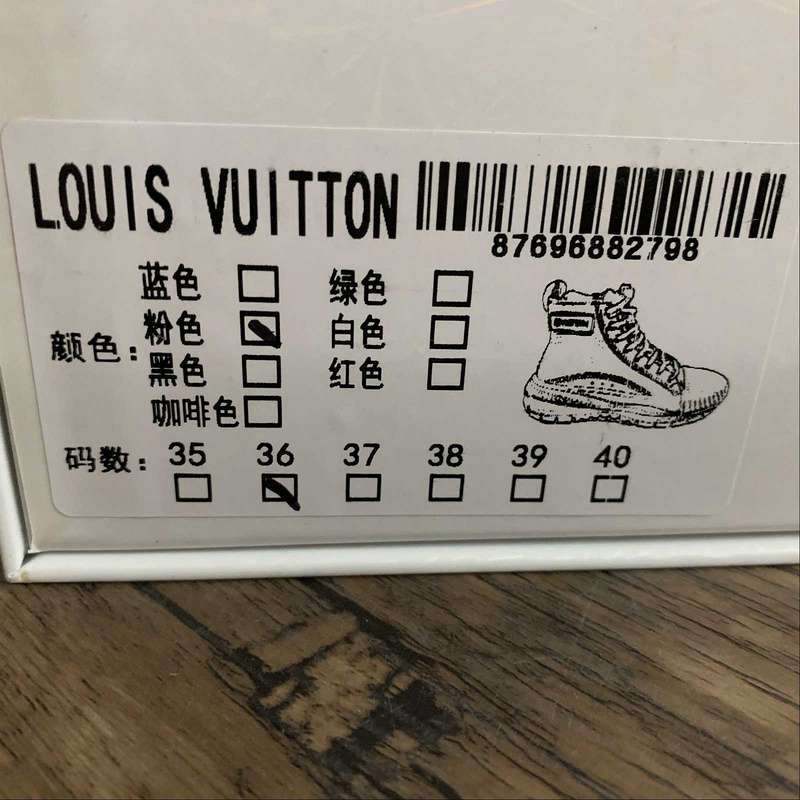 LOUIS VUITTON
87696882798
颜色：
蓝色 绿色
粉色 白色
黑色 红色
咖啡色
码数： 35 36 37 38 39 40